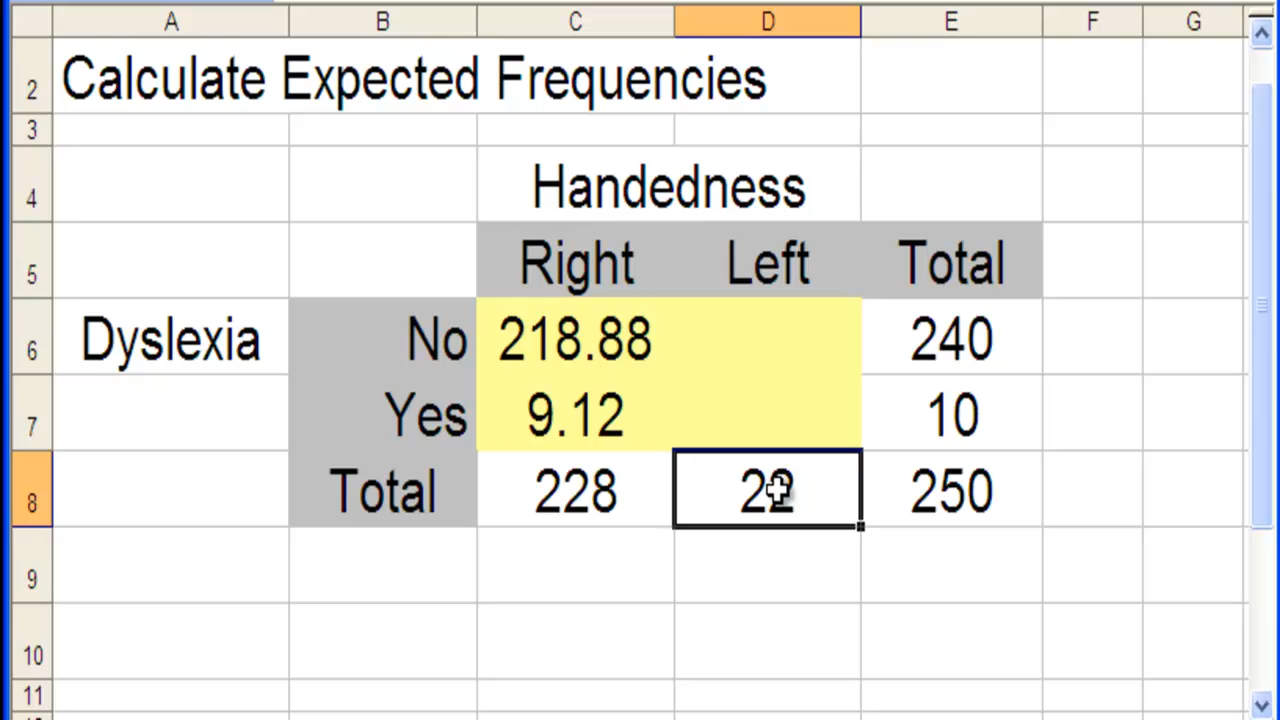 A B C D E F G
2 Calculate Expected Frequencies
3
4 Handedness
5 Right Left Total
6 Dyslexia No 218.88 240
7 Yes 9.12 10
8 Total 228 22 250
9
10
11